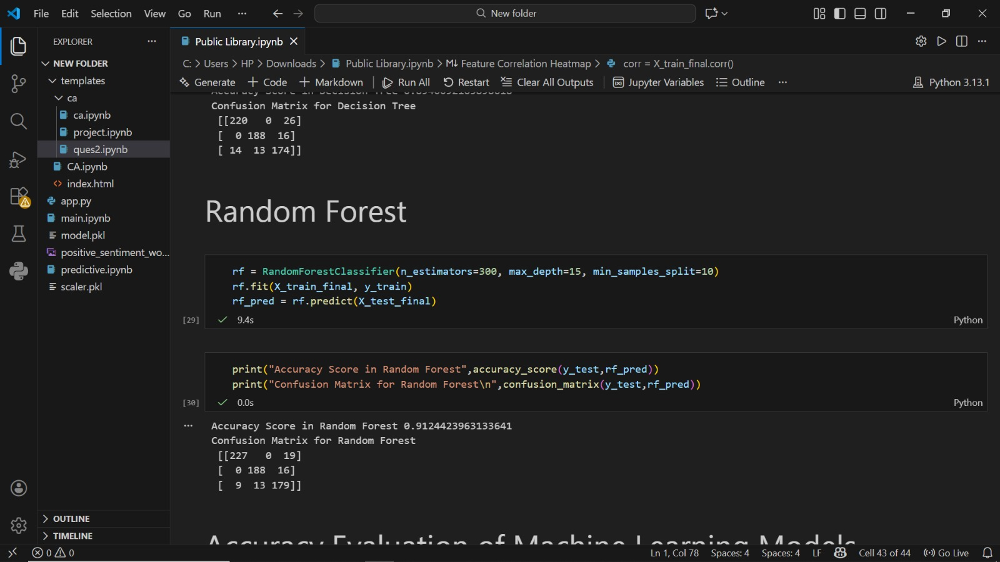 File Edit Selection View Go Run ··· New folder
EXPLORER ···
NEW FOLDER
templates
ca
ca.ipynb
project.ipynb
ques2.ipynb
CA.ipynb
index.html
app.py
main.ipynb
model.pkl
positive_sentiment_wo...
predictive.ipynb
scaler.pkl
OUTLINE
TIMELINE
Public Library.ipynb
C: > Users > HP > Downloads > Public Library.ipynb > M↓ Feature Correlation Heatmap > corr = X_train_final.corr()
Generate + Code + Markdown | Run All Restart Clear All Outputs | Jupyter Variables Outline ··· Python 3.13.1
Confusion Matrix for Decision Tree
[[220 0 26]
[ 0 188 16]
[ 14 13 174]]
Random Forest
rf = RandomForestClassifier(n_estimators=300, max_depth=15, min_samples_split=10)
rf.fit(X_train_final, y_train)
rf_pred = rf.predict(X_test_final)
[29] 9.4s Python
print("Accuracy Score in Random Forest",accuracy_score(y_test,rf_pred))
print("Confusion Matrix for Random Forest\n",confusion_matrix(y_test,rf_pred))
[30] 0.0s Python
··· Accuracy Score in Random Forest 0.9124423963133641
Confusion Matrix for Random Forest
[[227 0 19]
[ 0 188 16]
[ 9 13 179]]
Accuracy Evaluation of Machine Learning Models
0 0 Ln 1, Col 78 Spaces: 4 Spaces: 4 LF Cell 43 of 44 Go Live